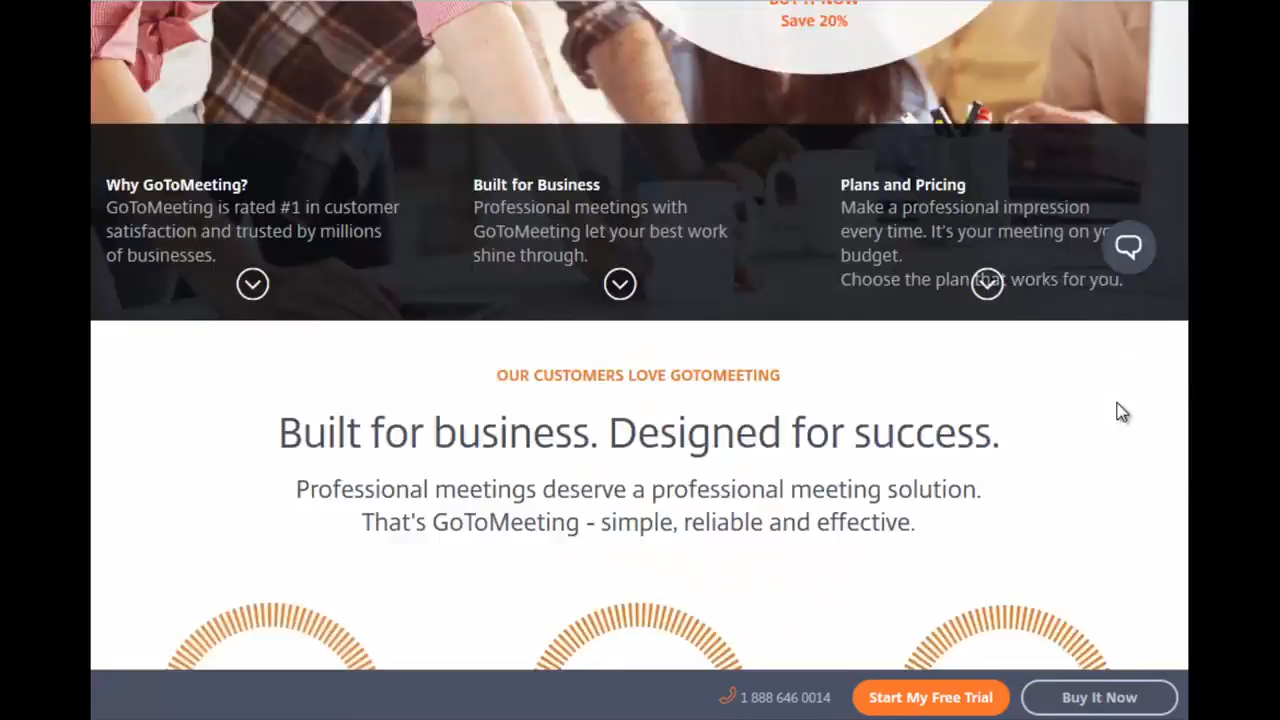 BUY IT NOW
Save 20%
Why GoToMeeting?
GoToMeeting is rated #1 in customer
satisfaction and trusted by millions
of businesses.
Built for Business
Professional meetings with
GoToMeeting let your best work
shine through.
Plans and Pricing
Make a professional impression
every time. It's your meeting on
budget.
Choose the plan that works for you.
OUR CUSTOMERS LOVE GOTOMEETING
Built for business. Designed for success.
Professional meetings deserve a professional meeting solution.
That's GoToMeeting - simple, reliable and effective.
1 888 646 0014
Start My Free Trial
Buy It Now